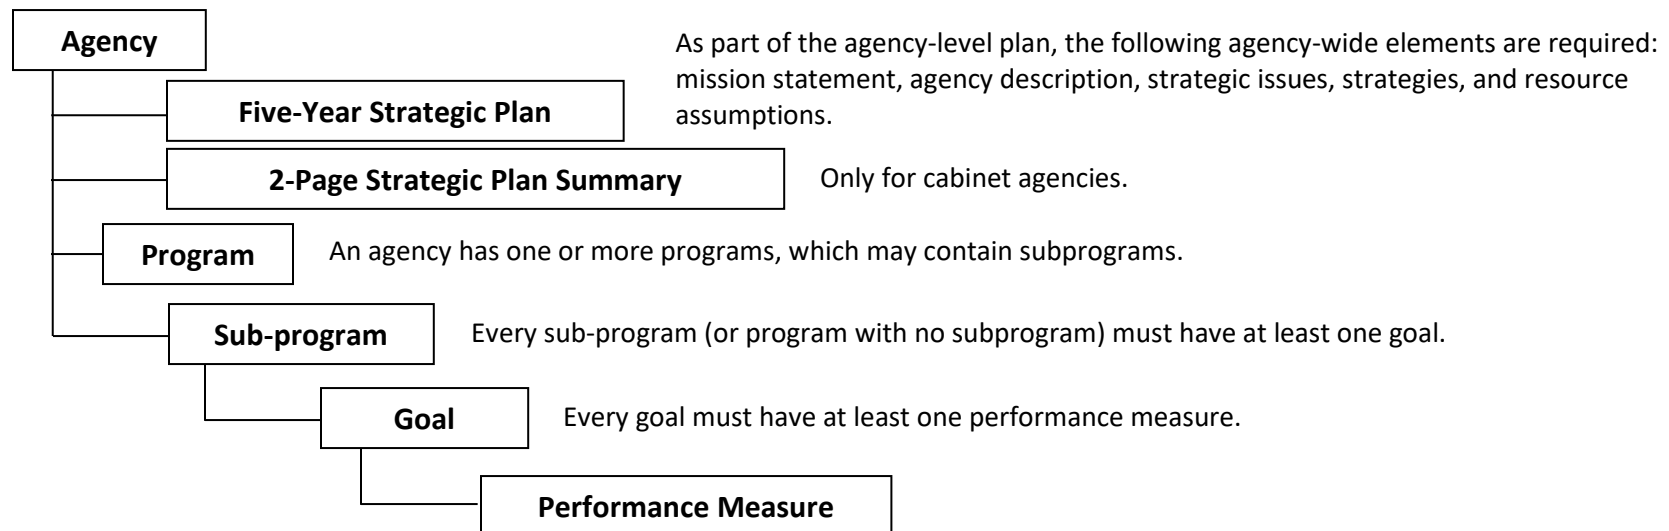 Agency
As part of the agency-level plan, the following agency-wide elements are required:
mission statement, agency description, strategic issues, strategies, and resource
assumptions.
Five-Year Strategic Plan
2-Page Strategic Plan Summary
Only for cabinet agencies.
Program
An agency has one or more programs, which may contain subprograms.
Sub-program
Every sub-program (or program with no subprogram) must have at least one goal.
Goal
Every goal must have at least one performance measure.
Performance Measure